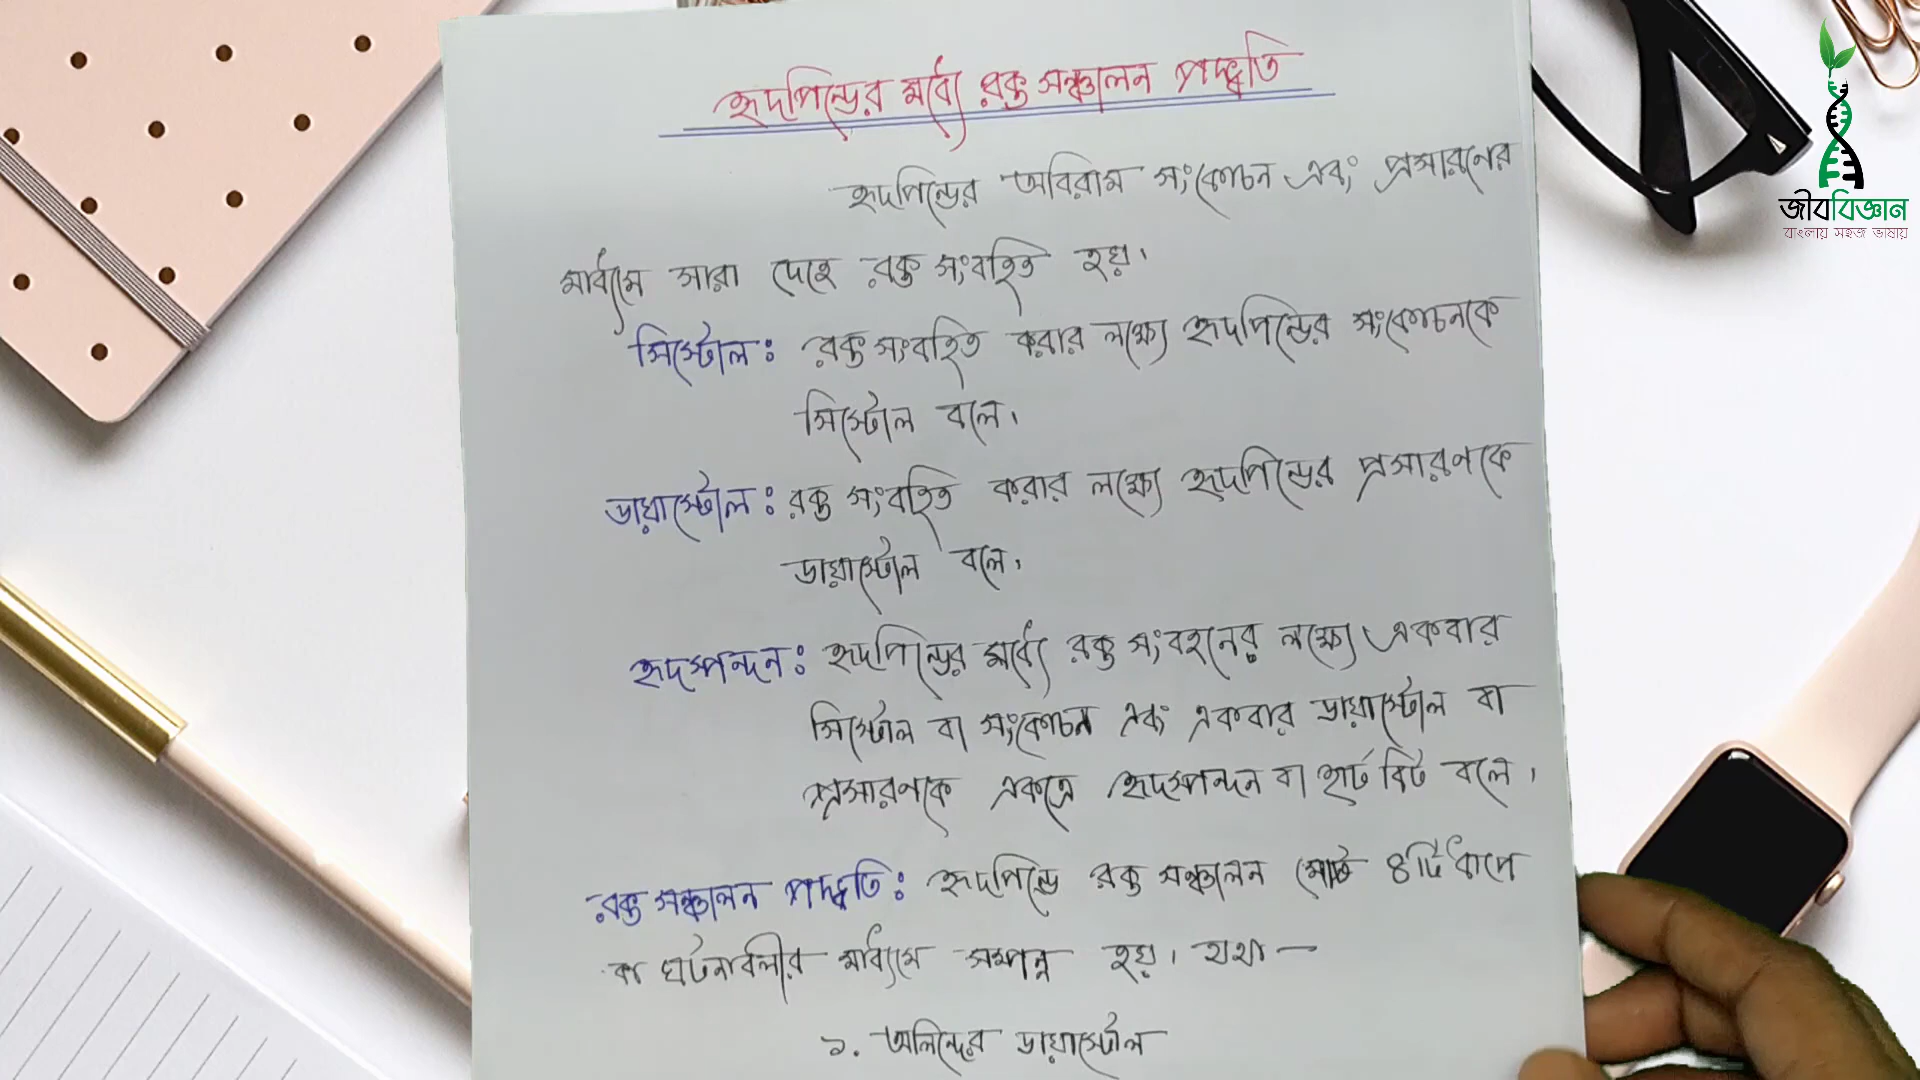 হৃদপিন্ডের মধ্যে রক্ত সঞ্চালন পদ্ধতি
হৃদপিন্ডের অবিরাম সংকোচন এবং প্রসারনের
মাধ্যমে সারা দেহে রক্ত সংবহিত হয়।
সিস্টোল: রক্ত সংবহিত করার লক্ষ্যে হৃদপিন্ডের সংকোচনকে
সিস্টোল বলে।
ডায়াস্টোল: রক্ত সংবহিত করার লক্ষ্যে হৃদপিন্ডের প্রসারণকে
ডায়াস্টোল বলে।
হৃদস্পন্দন: হৃদপিন্ডের মধ্যে রক্ত সংবহনের লক্ষ্যে একবার
সিস্টোল বা সংকোচন এবং একবার ডায়াস্টোল বা
প্রসারণকে একত্রে হৃদস্পন্দন বা হার্ট বিট বলে।
রক্ত সঞ্চালন পদ্ধতি: হৃদপিন্ডে রক্ত সঞ্চালন মোট ৪টি ধাপে
বা ঘটনাবলীর মাধ্যমে সম্পন্ন হয়। যথা—
১. অলিন্দের ডায়াস্টোল
জীববিজ্ঞান
বাংলায় সহজ ভাষায়